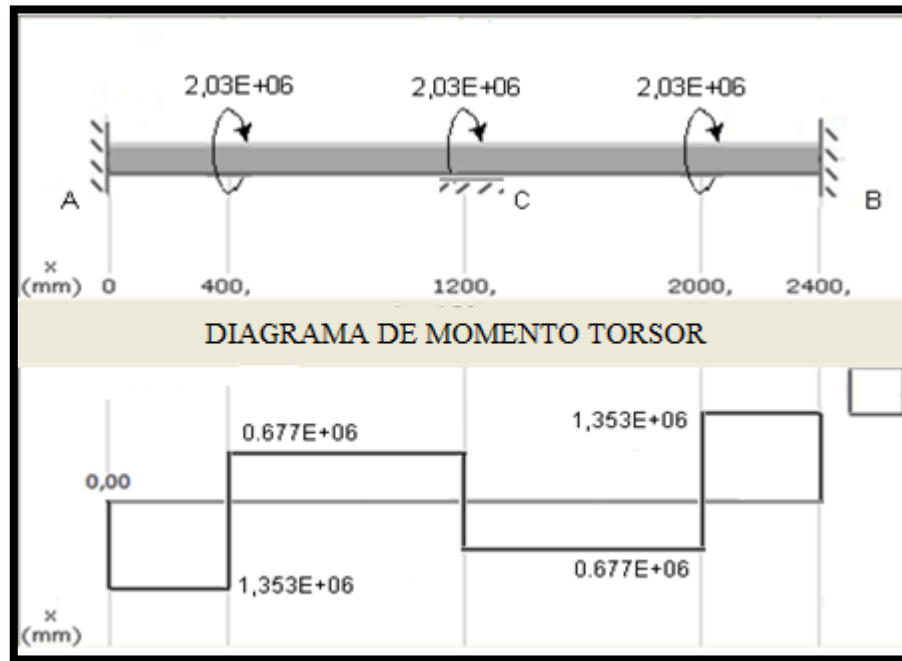 2,03E+06 2,03E+06 2,03E+06
A C B
x
(mm) 0 400, 1200, 2000, 2400,
DIAGRAMA DE MOMENTO TORSOR
1,353E+06
0.677E+06
0,00
0.677E+06
1,353E+06
x
(mm)